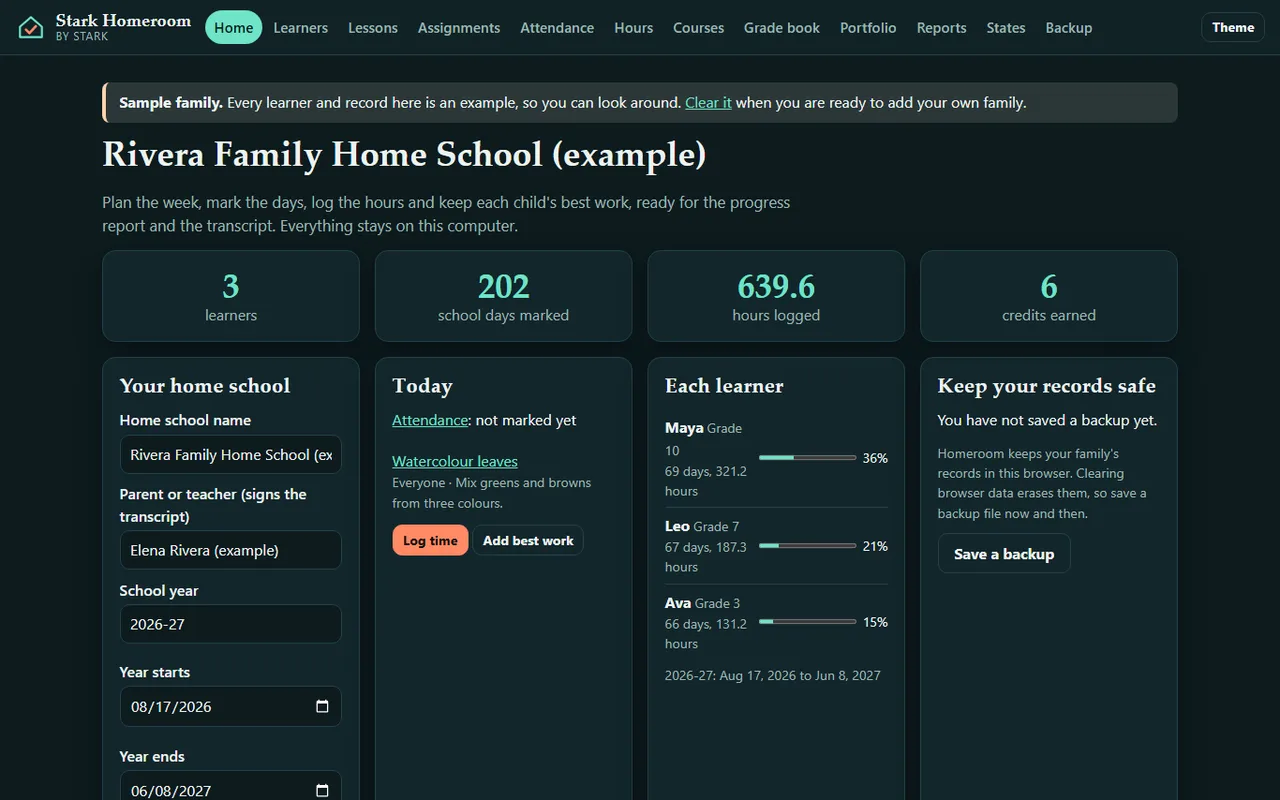 Stark Homeroom
BY STARK
Home
Learners
Lessons
Assignments
Attendance
Hours
Courses
Grade book
Portfolio
Reports
States
Backup
Theme
Sample family. Every learner and record here is an example, so you can look around. Clear it when you are ready to add your own family.
Rivera Family Home School (example)
Plan the week, mark the days, log the hours and keep each child's best work, ready for the progress
report and the transcript. Everything stays on this computer.
3
learners
202
school days marked
639.6
hours logged
6
credits earned
Your home school
Home school name
Rivera Family Home School (ex
Parent or teacher (signs the
transcript)
Elena Rivera (example)
School year
2026-27
Year starts
08/17/2026
Year ends
06/08/2027
Today
Attendance: not marked yet
Watercolour leaves
Everyone · Mix greens and browns
from three colours.
Log time
Add best work
Each learner
Maya Grade
10
69 days, 321.2
hours
36%
Leo Grade 7
67 days, 187.3
hours
21%
Ava Grade 3
66 days, 131.2
hours
15%
2026-27: Aug 17, 2026 to Jun 8, 2027
Keep your records safe
You have not saved a backup yet.
Homeroom keeps your family's
records in this browser. Clearing
browser data erases them, so save a
backup file now and then.
Save a backup